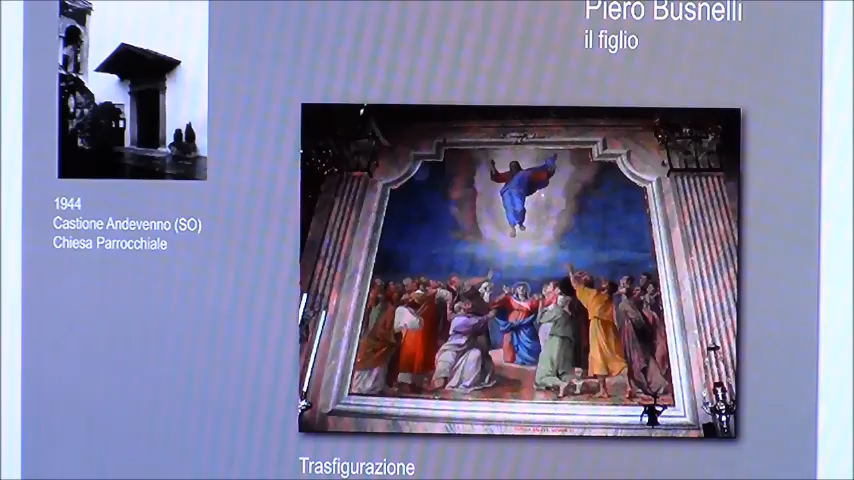 Piero Busnelli
il figlio
1944
Castione Andevenno (SO)
Chiesa Parrocchiale
Trasfigurazione